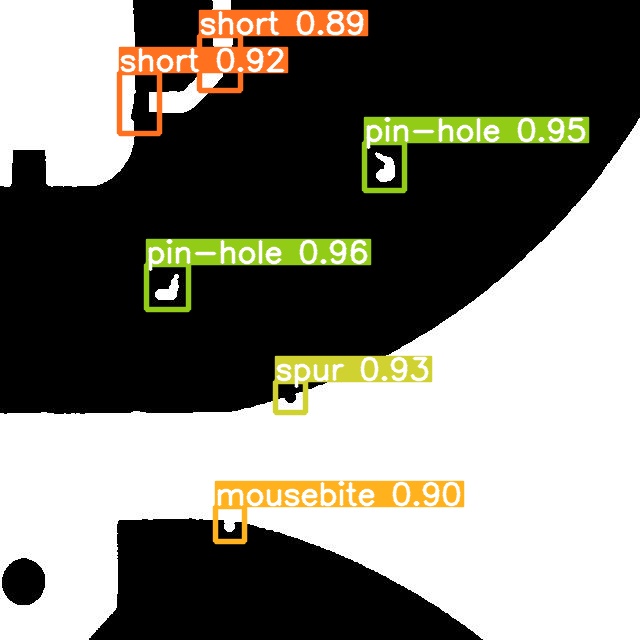 short 0.89
short 0.92
pin-hole 0.95
pin-hole 0.96
spur 0.93
mousebite 0.90